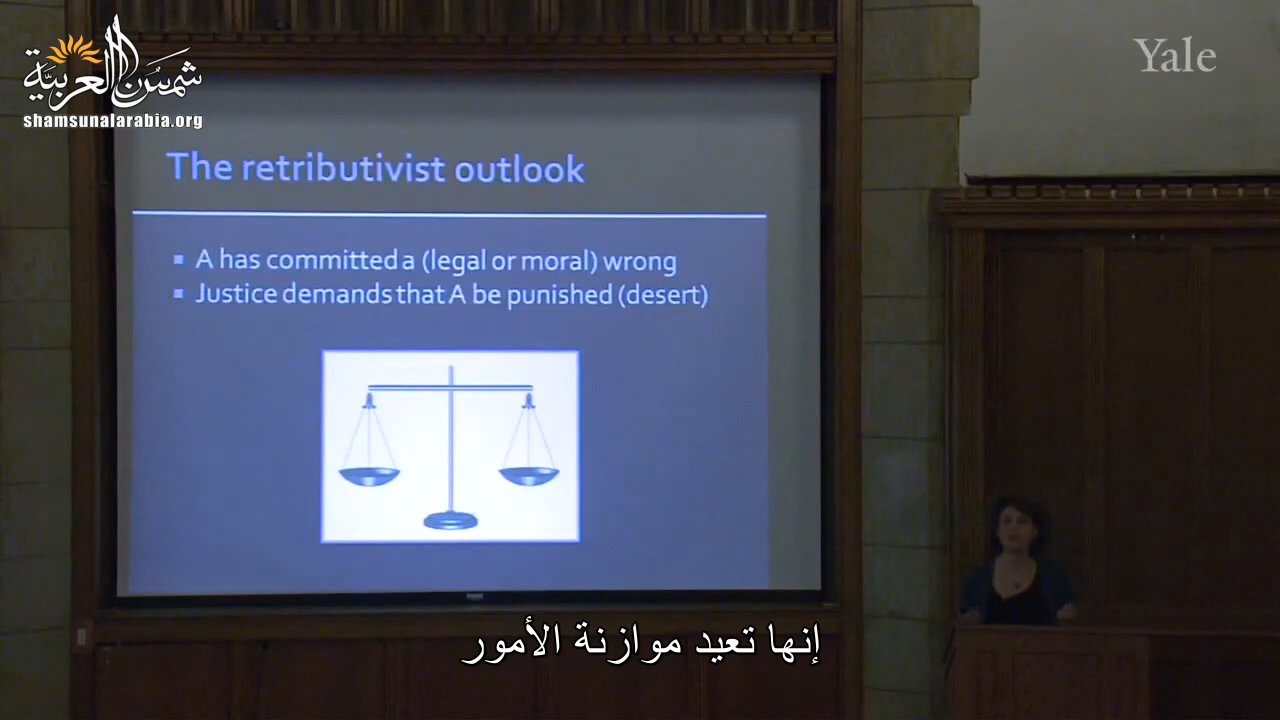 شمس العربية
shamsunalarabia.org
Yale
The retributivist outlook
A has committed a (legal or moral) wrong
Justice demands that A be punished (desert)
إنها تعيد موازنة الأمور